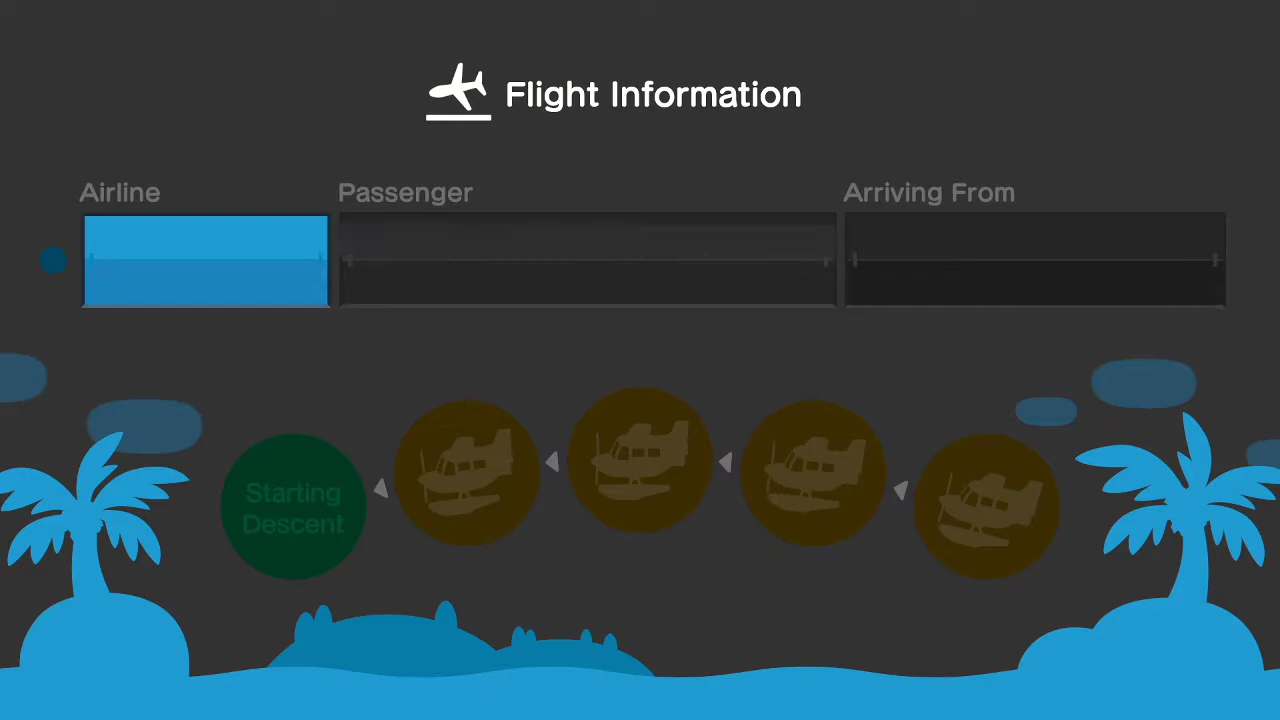 Flight Information
Airline
Passenger
Arriving From
Starting
Descent